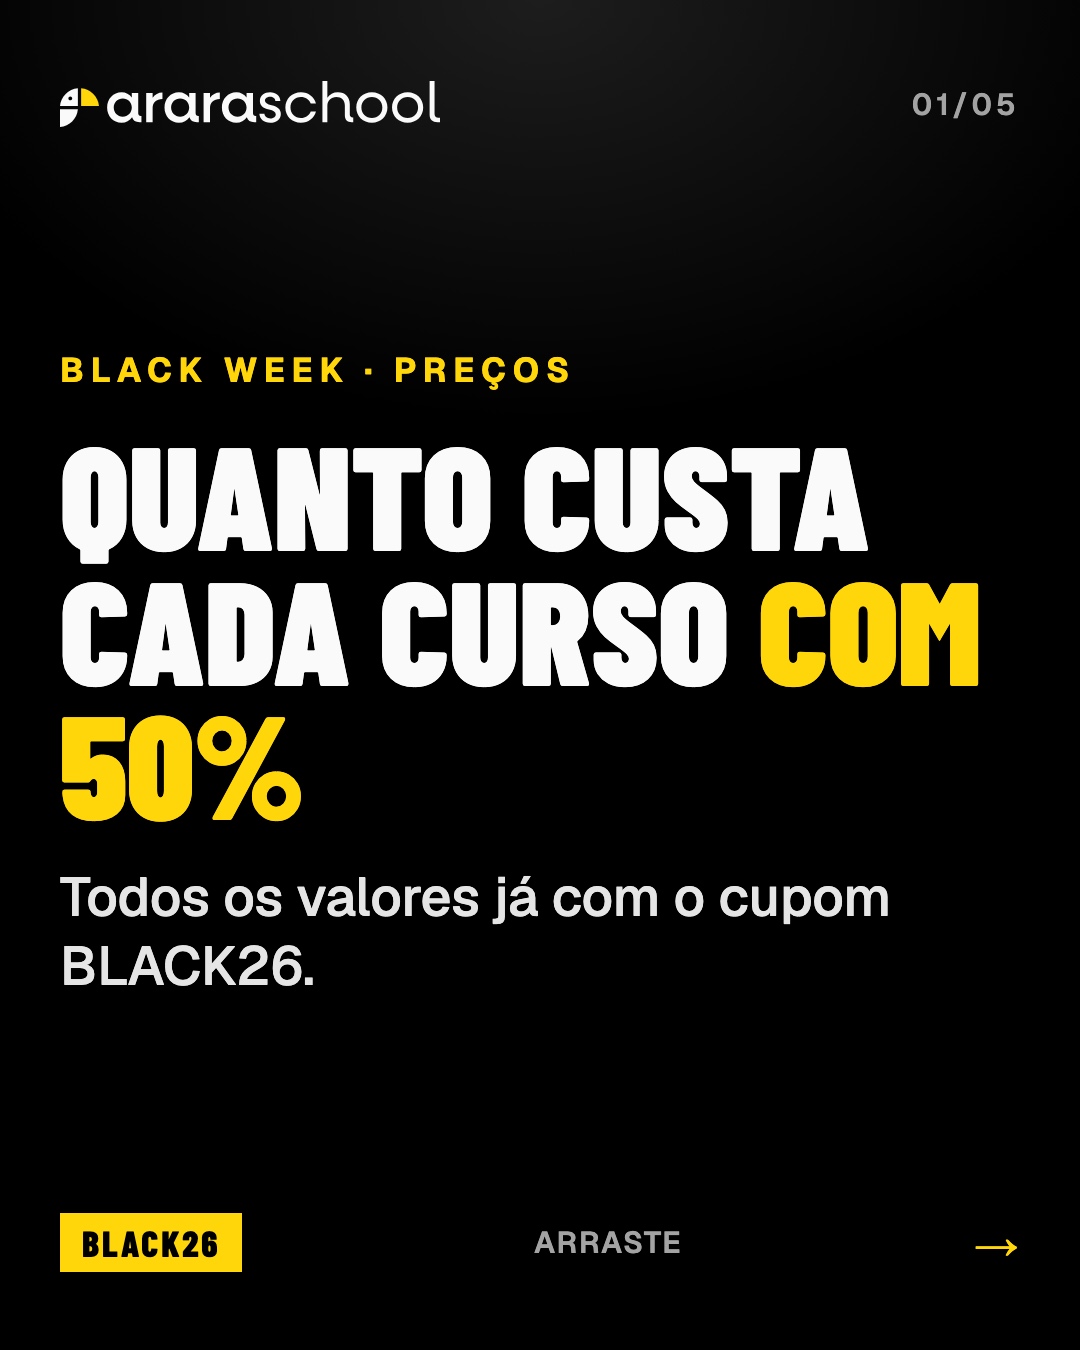 araraschool
01/05
BLACK WEEK · PREÇOS
QUANTO CUSTA
CADA CURSO COM
50%
Todos os valores já com o cupom
BLACK26.
BLACK26
ARRASTE
→